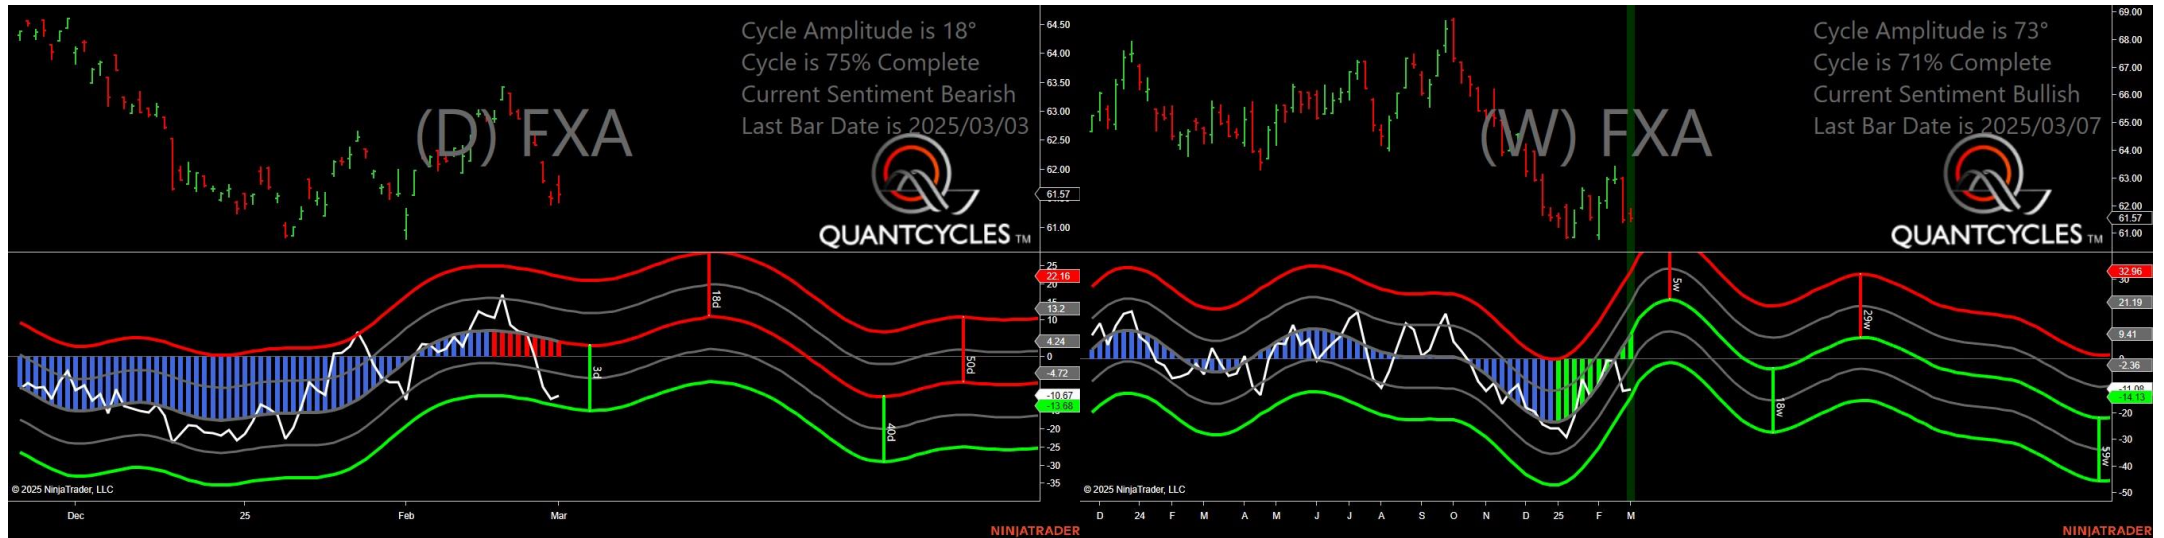 Cycle Amplitude is 18°
Cycle is 75% Complete
Current Sentiment Bearish
Last Bar Date is 2025/03/03
(D) FXA
QUANTCYCLES TM
64.50
64.00
63.50
63.00
62.50
62.00
61.57
61.00
25
22.16
20
13.2
10
4.24
0
-4.72
-10.67
-13.68
-20
-25
-30
-35
3d
18d
40d
50d
© 2025 NinjaTrader, LLC
Dec 25 Feb Mar
NINJATRADER
Cycle Amplitude is 73°
Cycle is 71% Complete
Current Sentiment Bullish
Last Bar Date is 2025/03/07
(W) FXA
QUANTCYCLES TM
69.00
68.00
67.00
66.00
65.00
64.00
63.00
62.00
61.57
61.00
32.96
30
21.19
9.41
-2.36
-11.08
-14.13
-20
-30
-40
-50
5w
18w
29w
59w
© 2025 NinjaTrader, LLC
D 24 F M A M J J A S O N D 25 F M
NINJATRADER